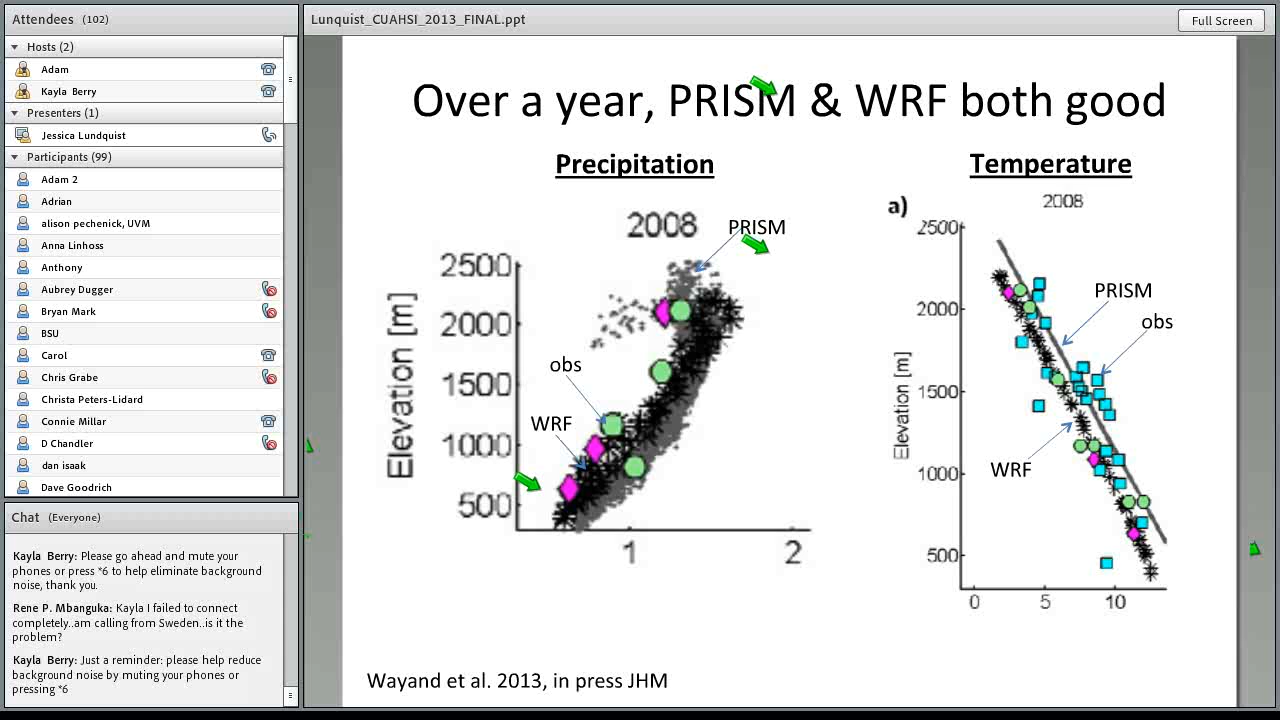 Attendees (102)
Hosts (2)
Adam
Kayla Berry
Presenters (1)
Jessica Lundquist
Participants (99)
Adam 2
Adrian
alison pechenick, UVM
Anna Linhoss
Anthony
Aubrey Dugger
Bryan Mark
BSU
Carol
Chris Grabe
Christa Peters-Lidard
Connie Millar
D Chandler
dan isaak
Dave Goodrich
Chat (Everyone)
Kayla Berry: Please go ahead and mute your
phones or press *6 to help eliminate background
noise, thank you.
Rene P. Mbanguka: Kayla I failed to connect
completely..am calling from Sweden..is it the
problem?
Kayla Berry: Just a reminder: please help reduce
background noise by muting your phones or
pressing *6
Lunquist_CUAHSI_2013_FINAL.ppt
Full Screen
Over a year, PRISM & WRF both good
Precipitation
2008
PRISM
obs
WRF
Elevation [m]
2500
2000
1500
1000
500
1
2
Temperature
a)
2008
PRISM
obs
WRF
Elevation [m]
2500
2000
1500
1000
500
0
5
10
Wayand et al. 2013, in press JHM